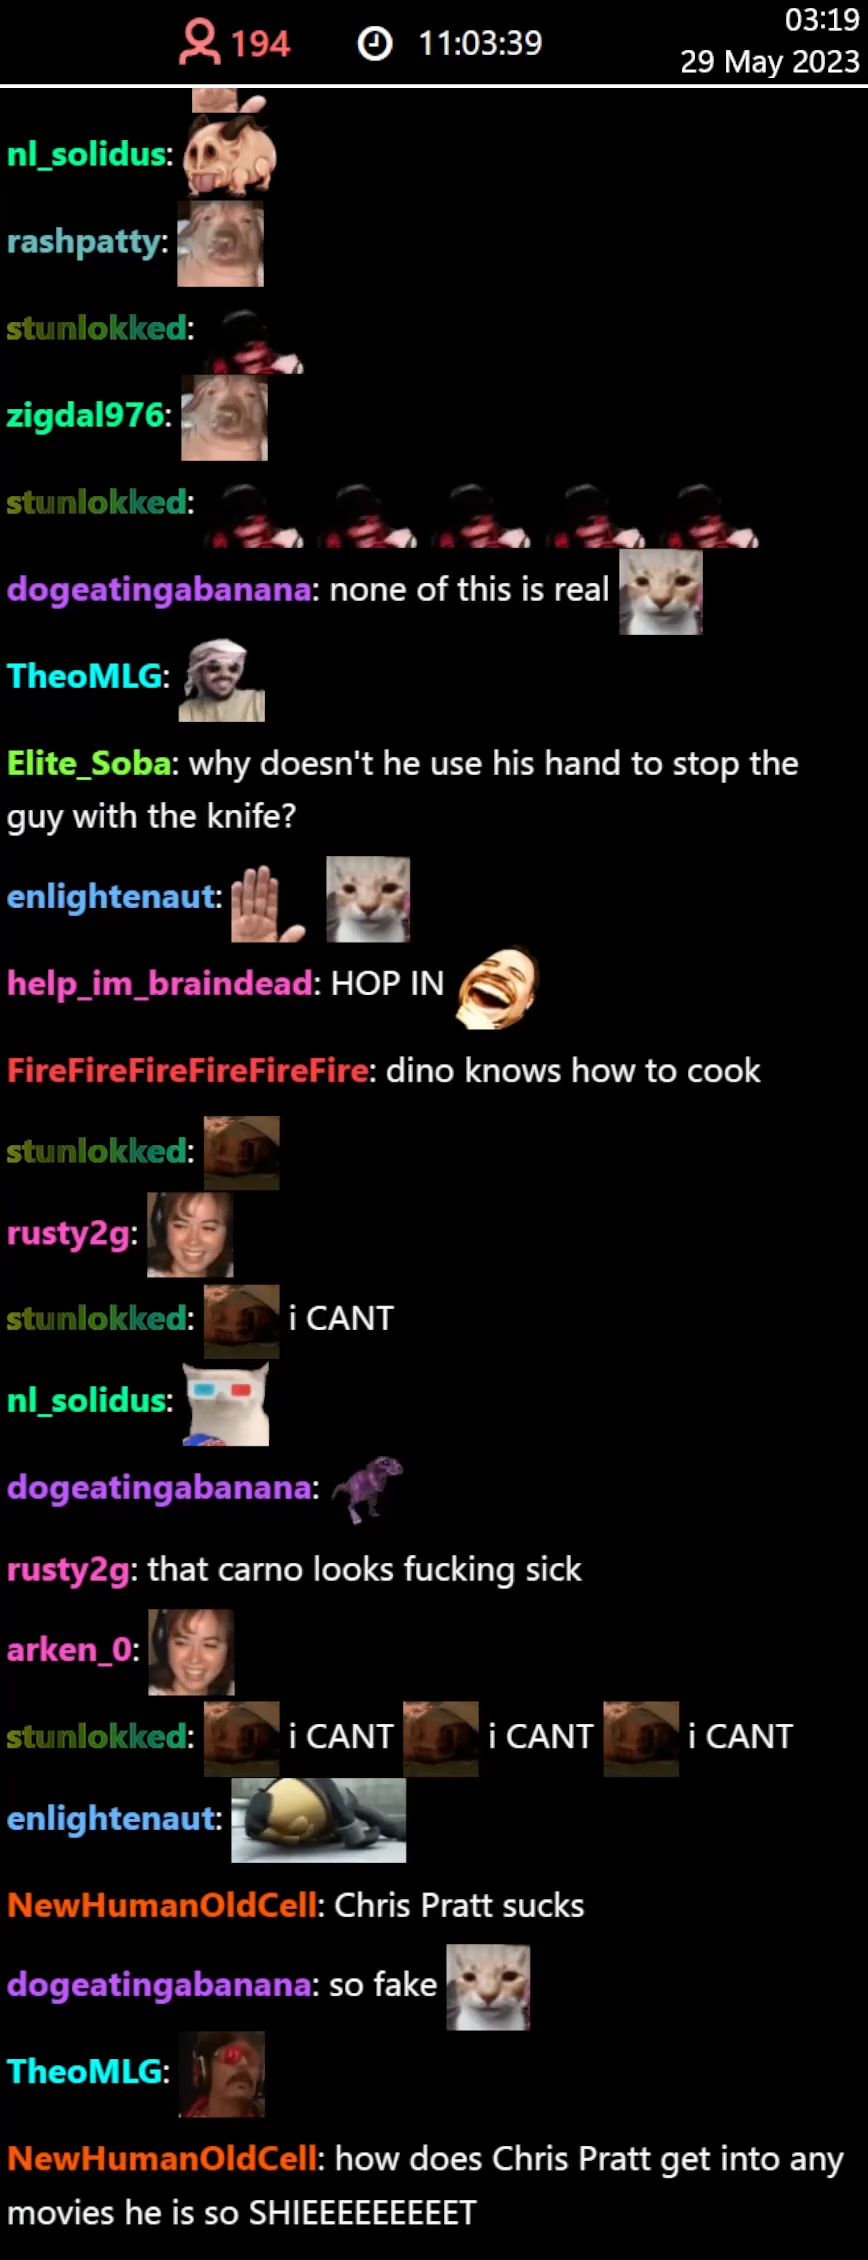 194 11:03:39 03:19
29 May 2023
nl_solidus:
rashpatty:
stunlokked:
zigdal976:
stunlokked:
dogeatingabanana: none of this is real
TheoMLG:
Elite_Soba: why doesn't he use his hand to stop the
guy with the knife?
enlightenaut:
help_im_braindead: HOP IN
FireFireFireFireFireFire: dino knows how to cook
stunlokked:
rusty2g:
stunlokked: i CANT
nl_solidus:
dogeatingabanana:
rusty2g: that carno looks fucking sick
arken_0:
stunlokked: i CANT i CANT i CANT
enlightenaut:
NewHumanOldCell: Chris Pratt sucks
dogeatingabanana: so fake
TheoMLG:
NewHumanOldCell: how does Chris Pratt get into any
movies he is so SHIEEEEEEEEEET